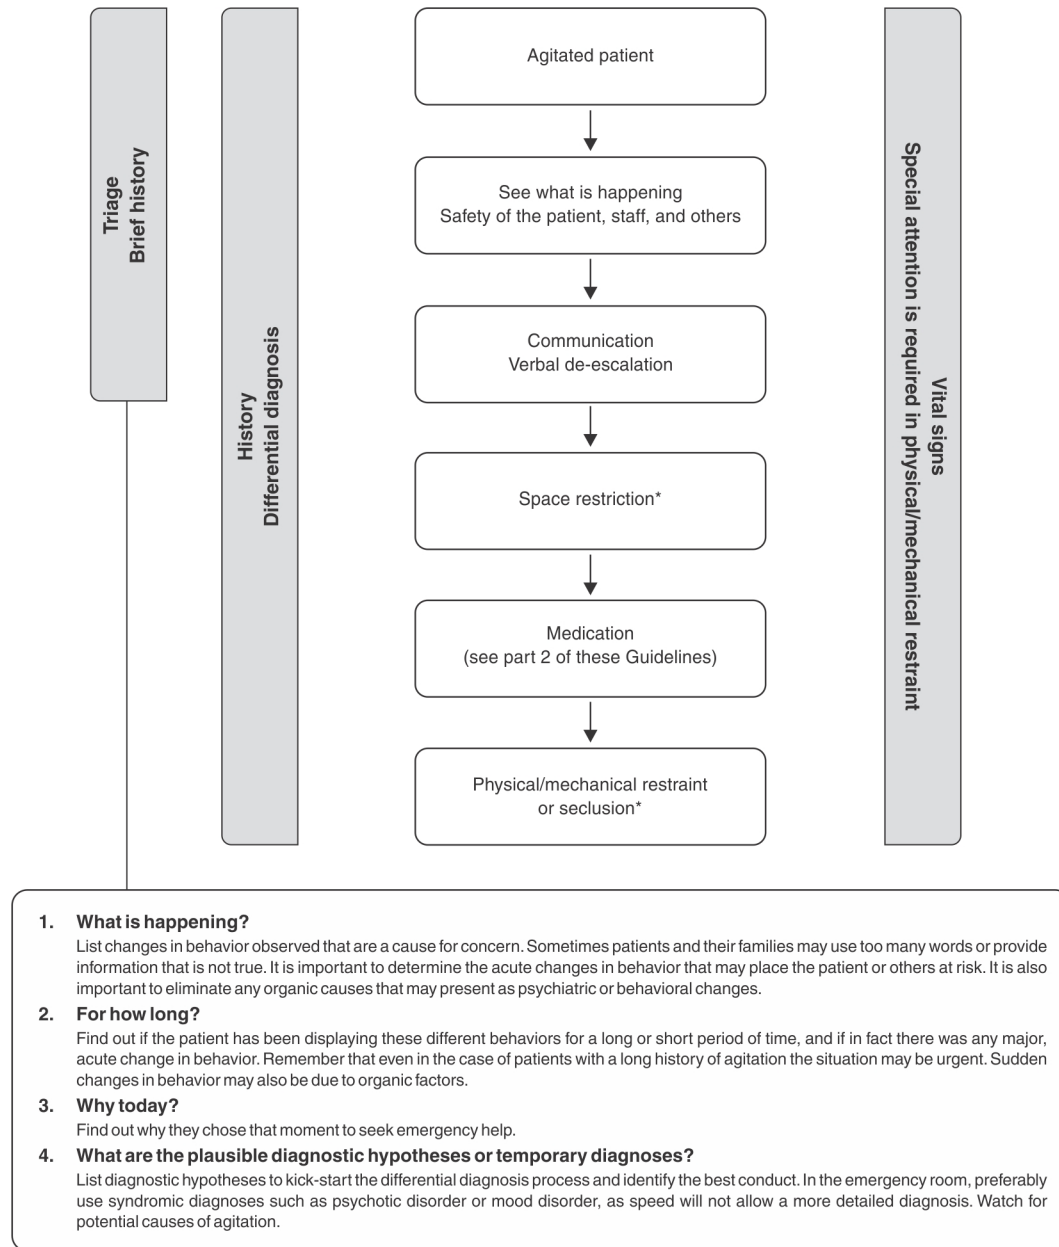 Agitated patient
See what is happening
Safety of the patient, staff, and others
Communication
Verbal de-escalation
Space restriction*
Medication
(see part 2 of these Guidelines)
Physical/mechanical restraint
or seclusion*
Triage
Brief history
History
Differential diagnosis
Vital signs
Special attention is required in physical/mechanical restraint
1. What is happening?
List changes in behavior observed that are a cause for concern. Sometimes patients and their families may use too many words or provide
information that is not true. It is important to determine the acute changes in behavior that may place the patient or others at risk. It is also
important to eliminate any organic causes that may present as psychiatric or behavioral changes.
2. For how long?
Find out if the patient has been displaying these different behaviors for a long or short period of time, and if in fact there was any major,
acute change in behavior. Remember that even in the case of patients with a long history of agitation the situation may be urgent. Sudden
changes in behavior may also be due to organic factors.
3. Why today?
Find out why they chose that moment to seek emergency help.
4. What are the plausible diagnostic hypotheses or temporary diagnoses?
List diagnostic hypotheses to kick-start the differential diagnosis process and identify the best conduct. In the emergency room, preferably
use syndromic diagnoses such as psychotic disorder or mood disorder, as speed will not allow a more detailed diagnosis. Watch for
potential causes of agitation.